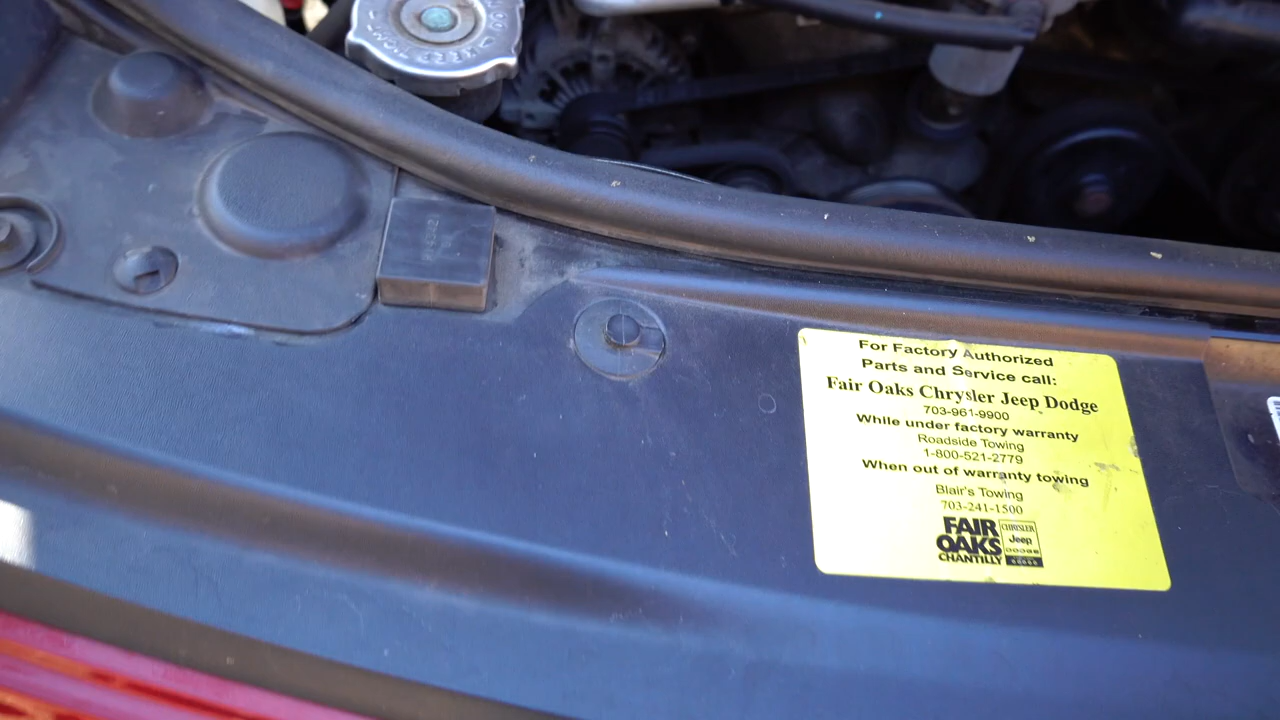 For Factory Authorized
Parts and Service call:
Fair Oaks Chrysler Jeep Dodge
703-961-9900
While under factory warranty
Roadside Towing
1-800-521-2779
When out of warranty towing
Blair's Towing
703-241-1500
FAIR
OAKS
CHANTILLY
CHRYSLER
Jeep
DODGE